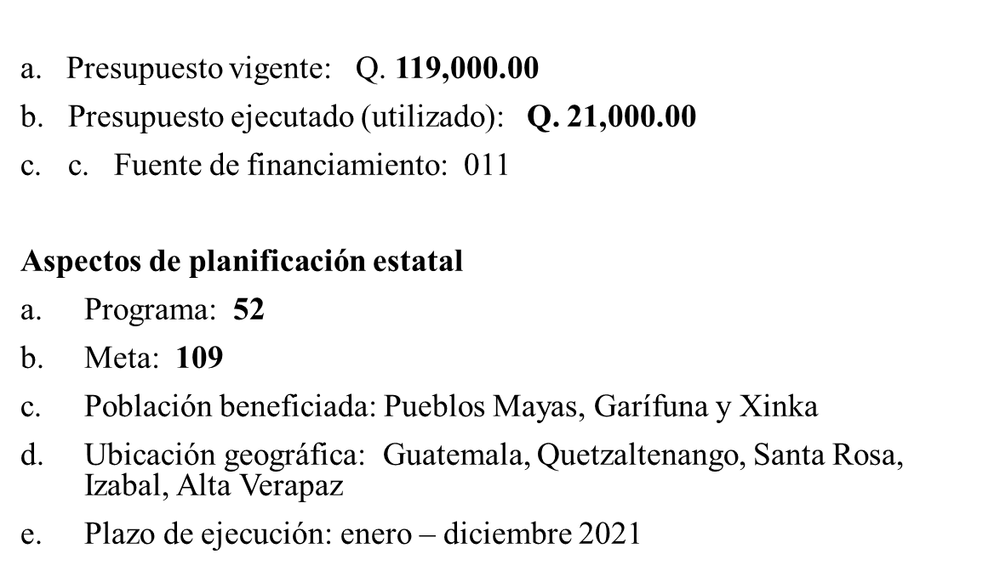 a. Presupuesto vigente: Q. 119,000.00
b. Presupuesto ejecutado (utilizado): Q. 21,000.00
c. c. Fuente de financiamiento: 011
Aspectos de planificación estatal
a. Programa: 52
b. Meta: 109
c. Población beneficiada: Pueblos Mayas, Garífuna y Xinka
d. Ubicación geográfica: Guatemala, Quetzaltenango, Santa Rosa,
Izabal, Alta Verapaz
e. Plazo de ejecución: enero – diciembre 2021